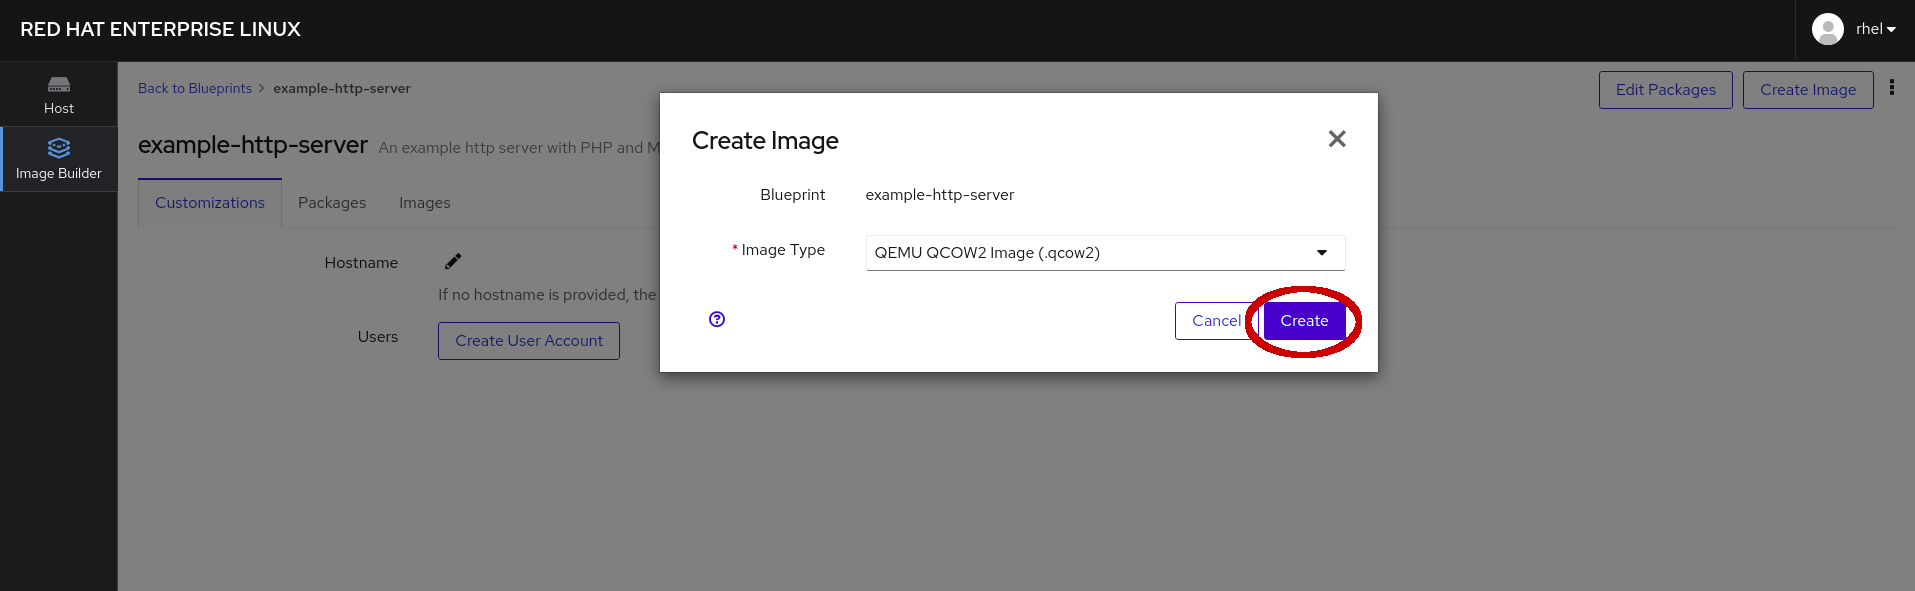 RED HAT ENTERPRISE LINUX
rhel
Host
Image Builder
Back to Blueprints > example-http-server
Edit Packages
Create Image
example-http-server An example http server with PHP and M
Customizations Packages Images
Hostname
If no hostname is provided, the
Users Create User Account
Create Image
Blueprint example-http-server
* Image Type QEMU QCOW2 Image (.qcow2)
Cancel Create